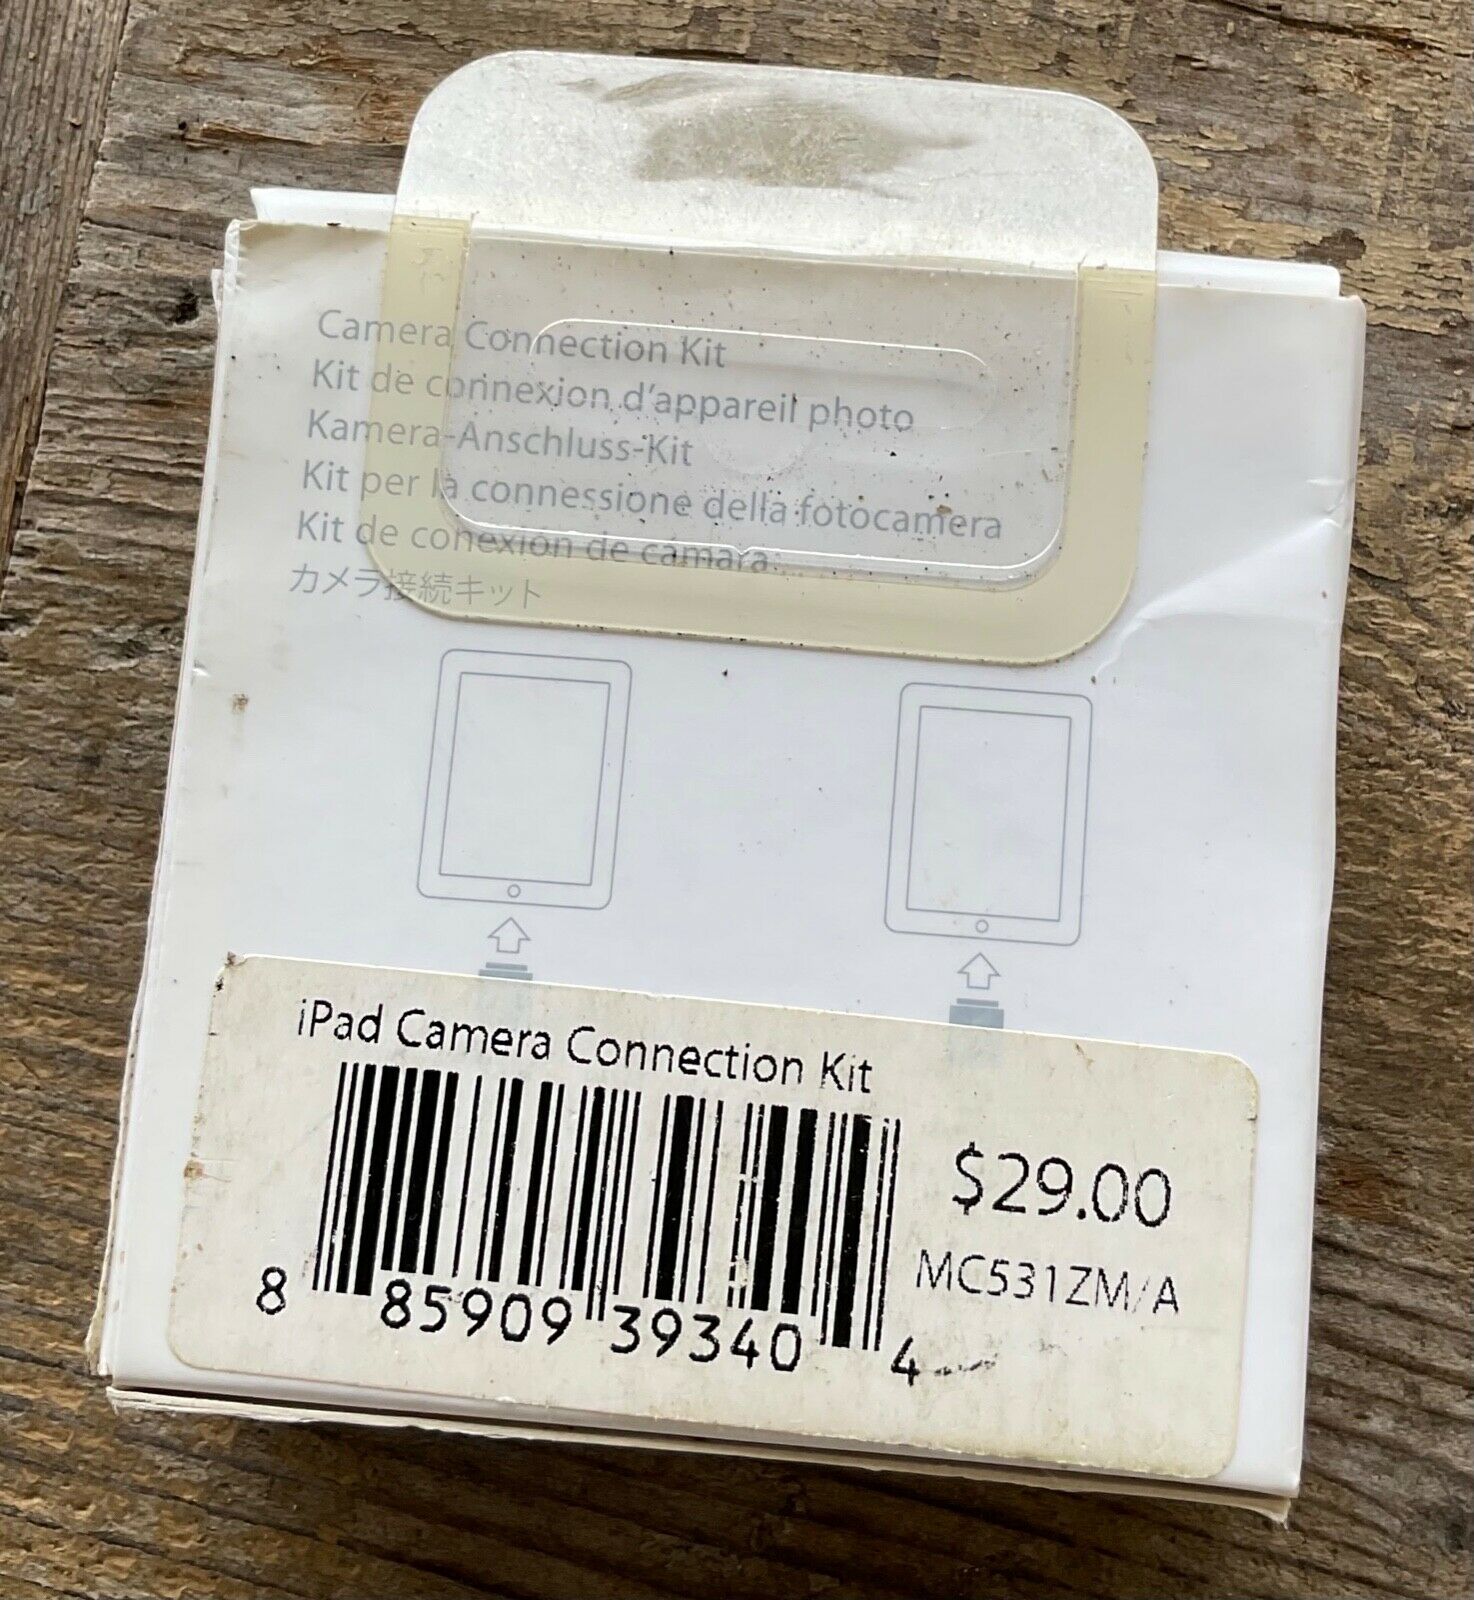 Camera Connection Kit
Kit de connexion d'appareil photo
Kamera-Anschluss-Kit
Kit per la connessione della fotocamera
Kit de conexión de cámara
カメラ接続キット
iPad Camera Connection Kit
$29.00
MC531ZM/A
8 85909 39340 4